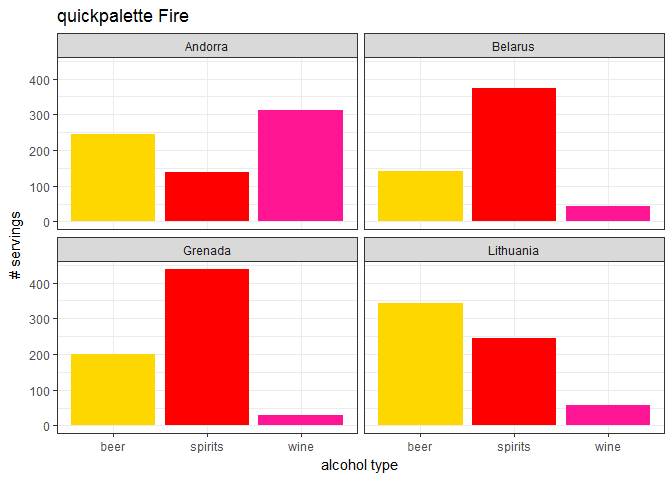 quickpalette Fire
Andorra
Belarus
400
300
200
100
0
Grenada
Lithuania
400
300
200
100
0
# servings
beer
spirits
wine
beer
spirits
wine
alcohol type